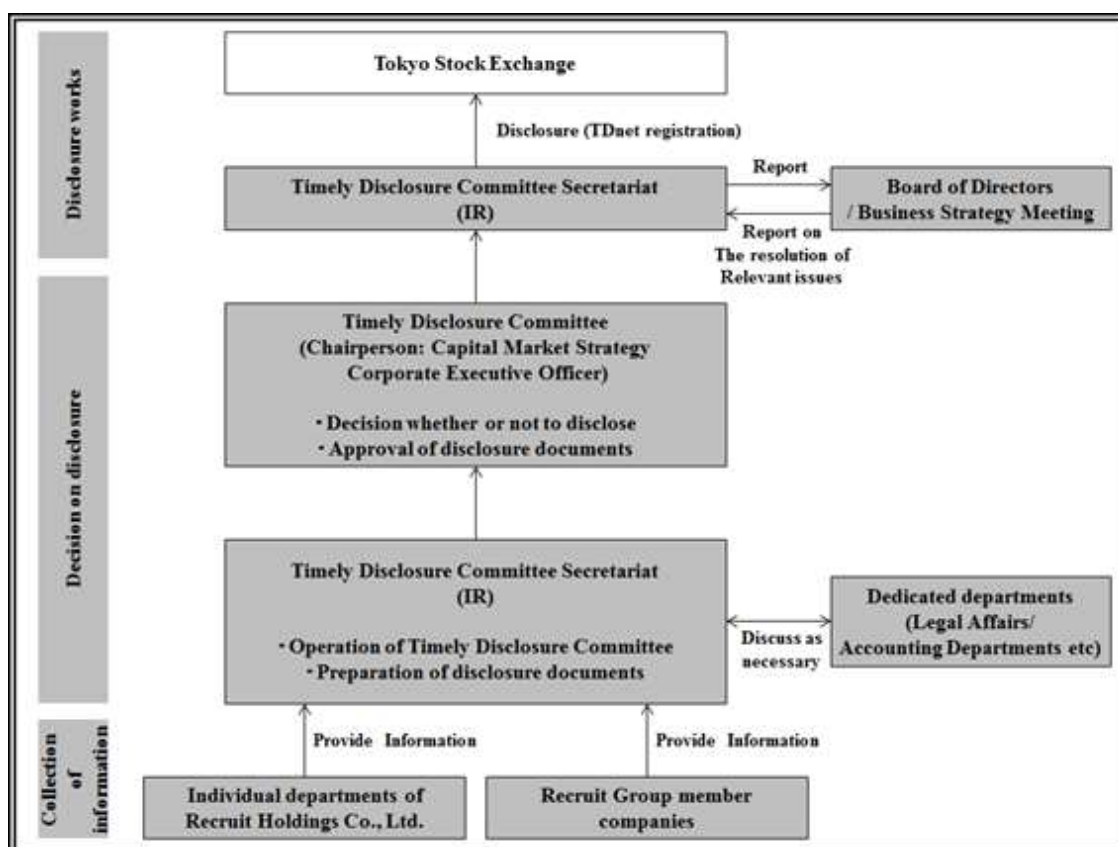 Disclosure works
Tokyo Stock Exchange
Disclosure (TDnet registration)
Timely Disclosure Committee Secretariat
(IR)
Report
Board of Directors
/ Business Strategy Meeting
Report on
The resolution of
Relevant issues
Decision on disclosure
Timely Disclosure Committee
(Chairperson: Capital Market Strategy
Corporate Executive Officer)
・Decision whether or not to disclose
・Approval of disclosure documents
Timely Disclosure Committee Secretariat
(IR)
・Operation of Timely Disclosure Committee
・Preparation of disclosure documents
Discuss as
necessary
Dedicated departments
(Legal Affairs/
Accounting Departments etc)
Collection
of
information
Provide Information
Provide Information
Individual departments of
Recruit Holdings Co., Ltd.
Recruit Group member
companies